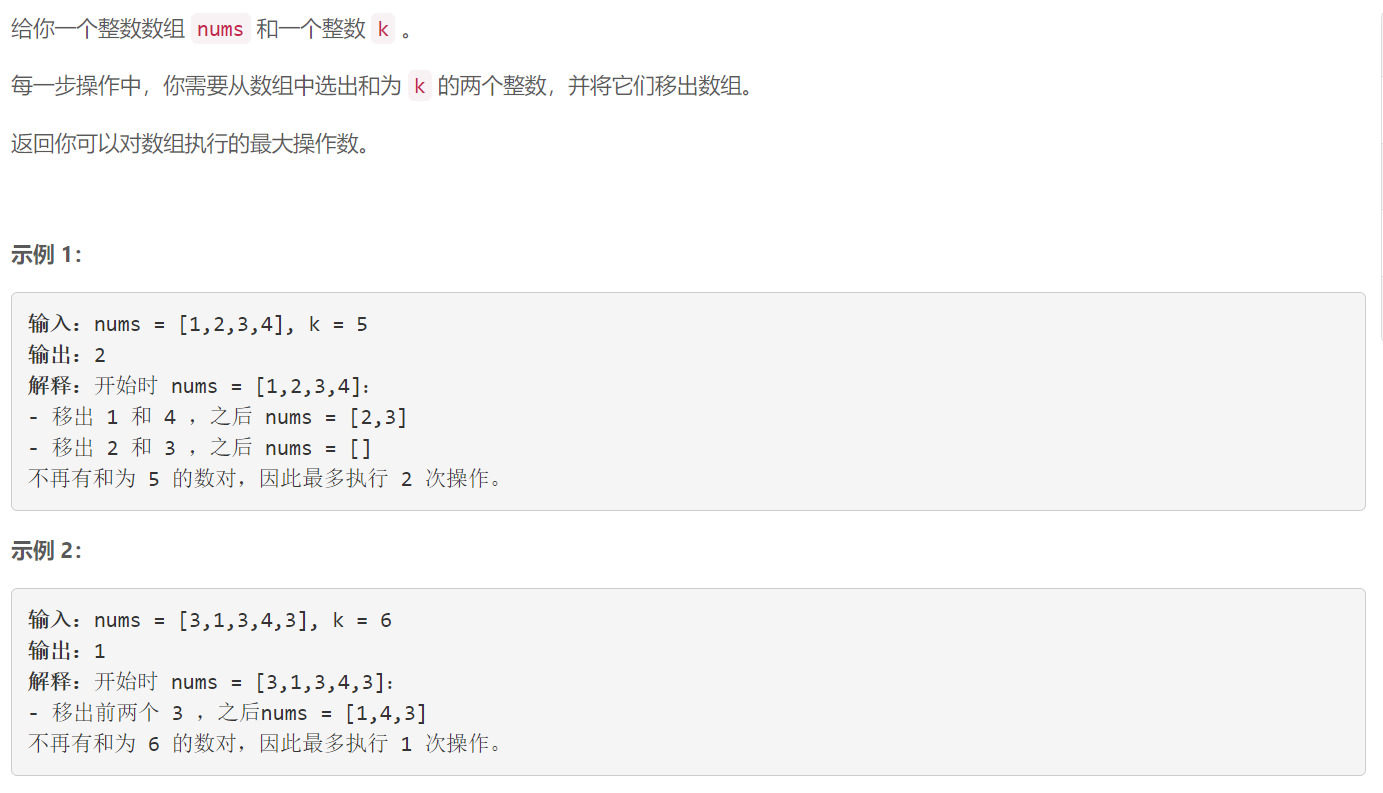 给你一个整数数组 nums 和一个整数 k 。
每一步操作中，你需要从数组中选出和为 k 的两个整数，并将它们移出数组。
返回你可以对数组执行的最大操作数。
示例 1：
输入：nums = [1,2,3,4], k = 5
输出：2
解释：开始时 nums = [1,2,3,4]：
- 移出 1 和 4 ，之后 nums = [2,3]
- 移出 2 和 3 ，之后 nums = []
不再有和为 5 的数对，因此最多执行 2 次操作。
示例 2：
输入：nums = [3,1,3,4,3], k = 6
输出：1
解释：开始时 nums = [3,1,3,4,3]：
- 移出前两个 3 ，之后nums = [1,4,3]
不再有和为 6 的数对，因此最多执行 1 次操作。